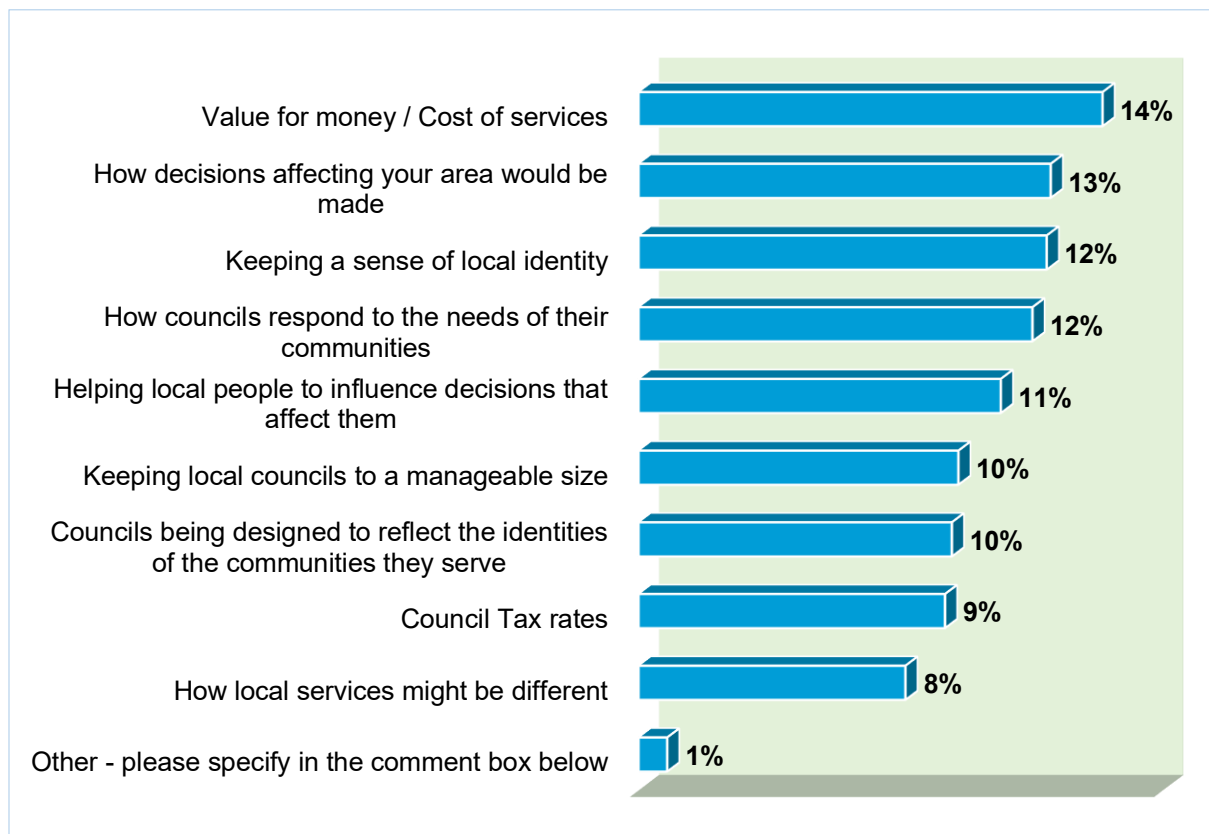 Value for money / Cost of services
14%
How decisions affecting your area would be
made
13%
Keeping a sense of local identity
12%
How councils respond to the needs of their
communities
12%
Helping local people to influence decisions that
affect them
11%
Keeping local councils to a manageable size
10%
Councils being designed to reflect the identities
of the communities they serve
10%
Council Tax rates
9%
How local services might be different
8%
Other - please specify in the comment box below
1%